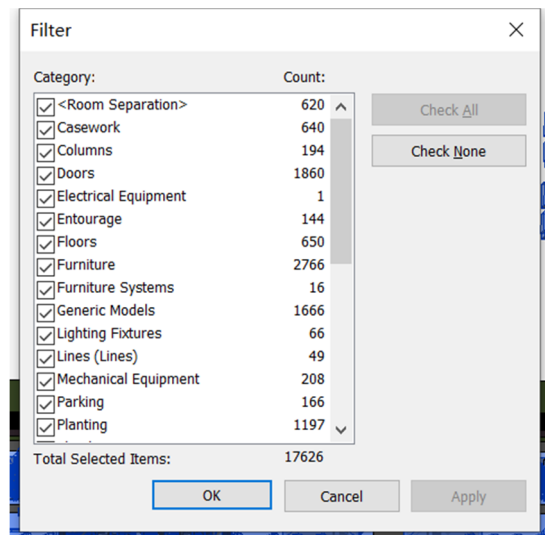 Filter
Category: Count:
<Room Separation> 620
Casework 640
Columns 194
Doors 1860
Electrical Equipment 1
Entourage 144
Floors 650
Furniture 2766
Furniture Systems 16
Generic Models 1666
Lighting Fixtures 66
Lines (Lines) 49
Mechanical Equipment 208
Parking 166
Planting 1197
Total Selected Items: 17626
Check All
Check None
OK Cancel Apply